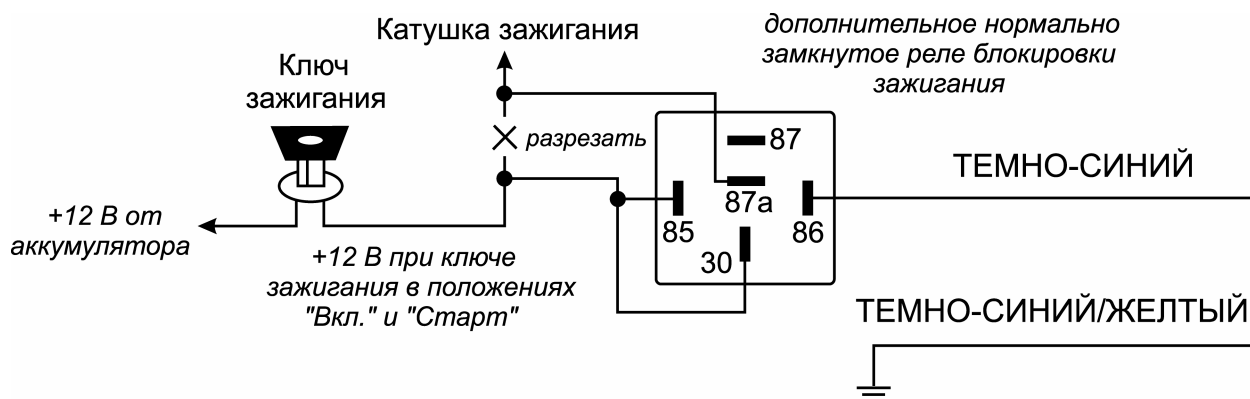 Катушка зажигания
дополнительное нормально
замкнутое реле блокировки
зажигания
Ключ
зажигания
разрезать
87
ТЕМНО-СИНИЙ
87а
85
86
+12 В от
аккумулятора
30
+12 В при ключе
зажигания в положениях
"Вкл." и "Старт"
ТЕМНО-СИНИЙ/ЖЕЛТЫЙ